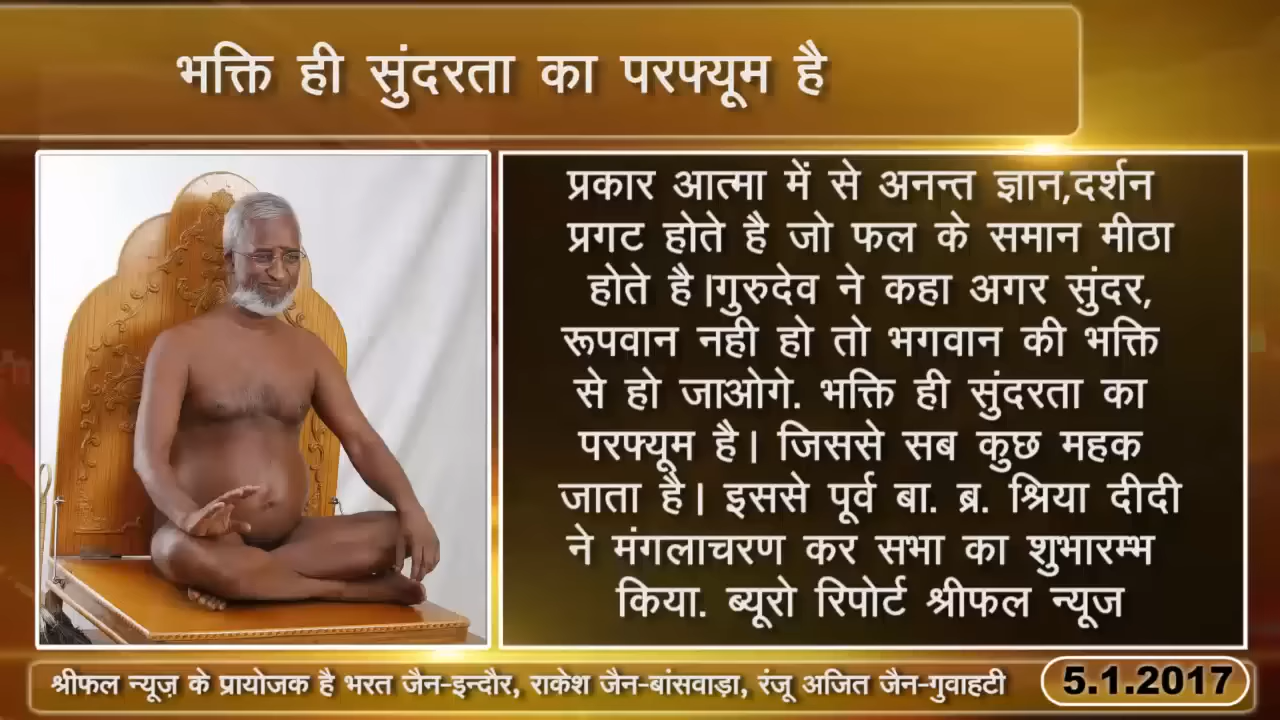 भक्ति ही सुंदरता का परफ्यूम है
प्रकार आत्मा में से अनन्त ज्ञान,दर्शन
प्रगट होते है जो फल के समान मीठा
होते है |गुरुदेव ने कहा अगर सुंदर,
रूपवान नही हो तो भगवान की भक्ति
से हो जाओगे. भक्ति ही सुंदरता का
परफ्यूम है| जिससे सब कुछ महक
जाता है| इससे पूर्व बा. ब्र. श्रिया दीदी
ने मंगलाचरण कर सभा का शुभारम्भ
किया. ब्यूरो रिपोर्ट श्रीफल न्यूज
श्रीफल न्यूज़ के प्रायोजक है भरत जैन-इन्दौर, राकेश जैन-बांसवाड़ा, रंजू अजित जैन-गुवाहटी
5.1.2017